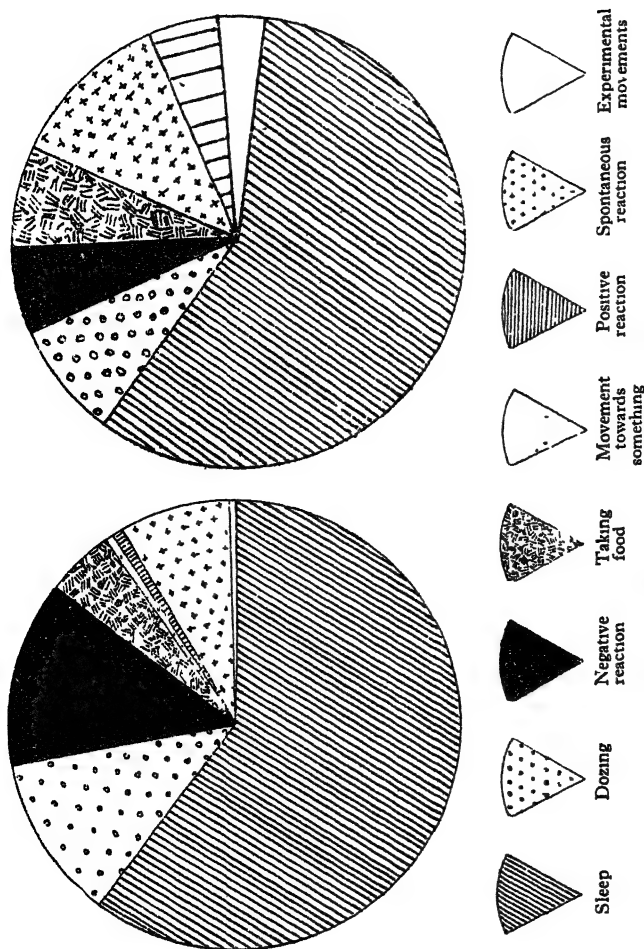 Sleep
Dozing
Negative
reaction
Taking
food
Movement
towards
something
Positive
reaction
Spontaneous
reaction
Experimental
movements